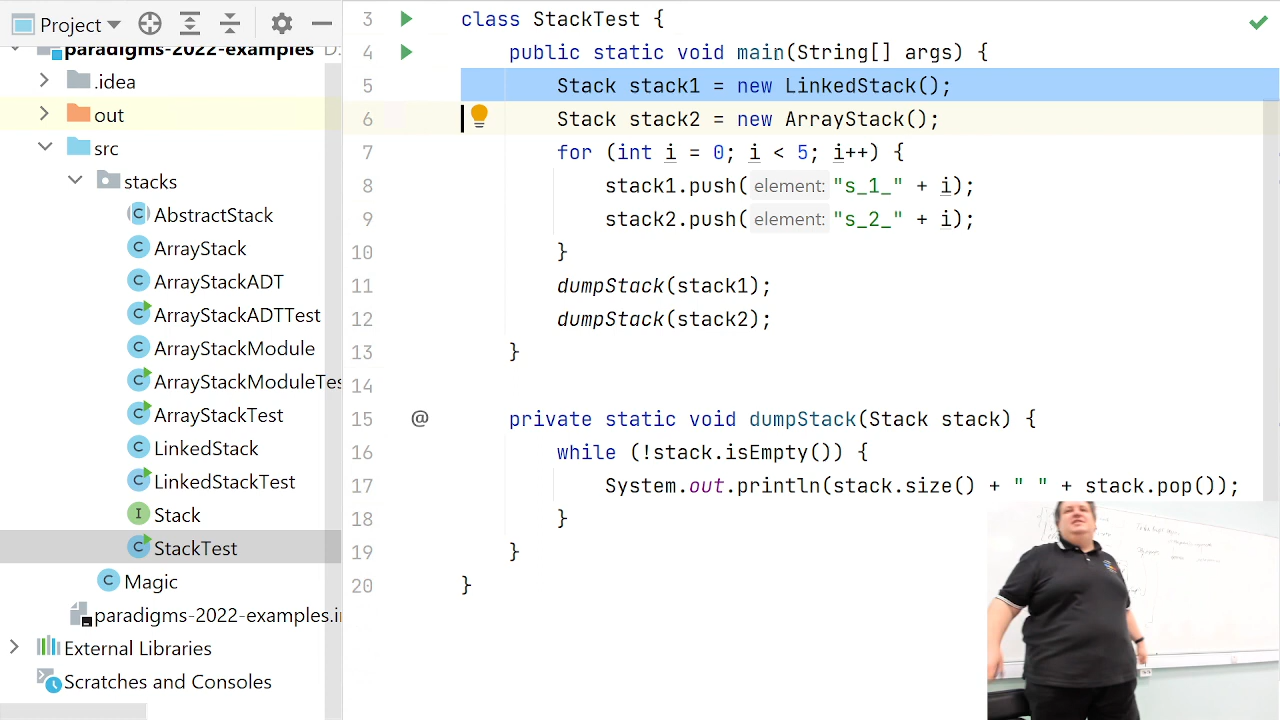 Project
paradigms-2022-examples
.idea
out
src
stacks
AbstractStack
ArrayStack
ArrayStackADT
ArrayStackADTTest
ArrayStackModule
ArrayStackModuleTes
ArrayStackTest
LinkedStack
LinkedStackTest
Stack
StackTest
Magic
paradigms-2022-examples.i
External Libraries
Scratches and Consoles
3 class StackTest {
4 public static void main(String[] args) {
5 Stack stack1 = new LinkedStack();
6 Stack stack2 = new ArrayStack();
7 for (int i = 0; i < 5; i++) {
8 stack1.push( element: "s_1_" + i);
9 stack2.push( element: "s_2_" + i);
10 }
11 dumpStack(stack1);
12 dumpStack(stack2);
13 }
14
15 @ private static void dumpStack(Stack stack) {
16 while (!stack.isEmpty()) {
17 System.out.println(stack.size() + " " + stack.pop());
18 }
19 }
20 }